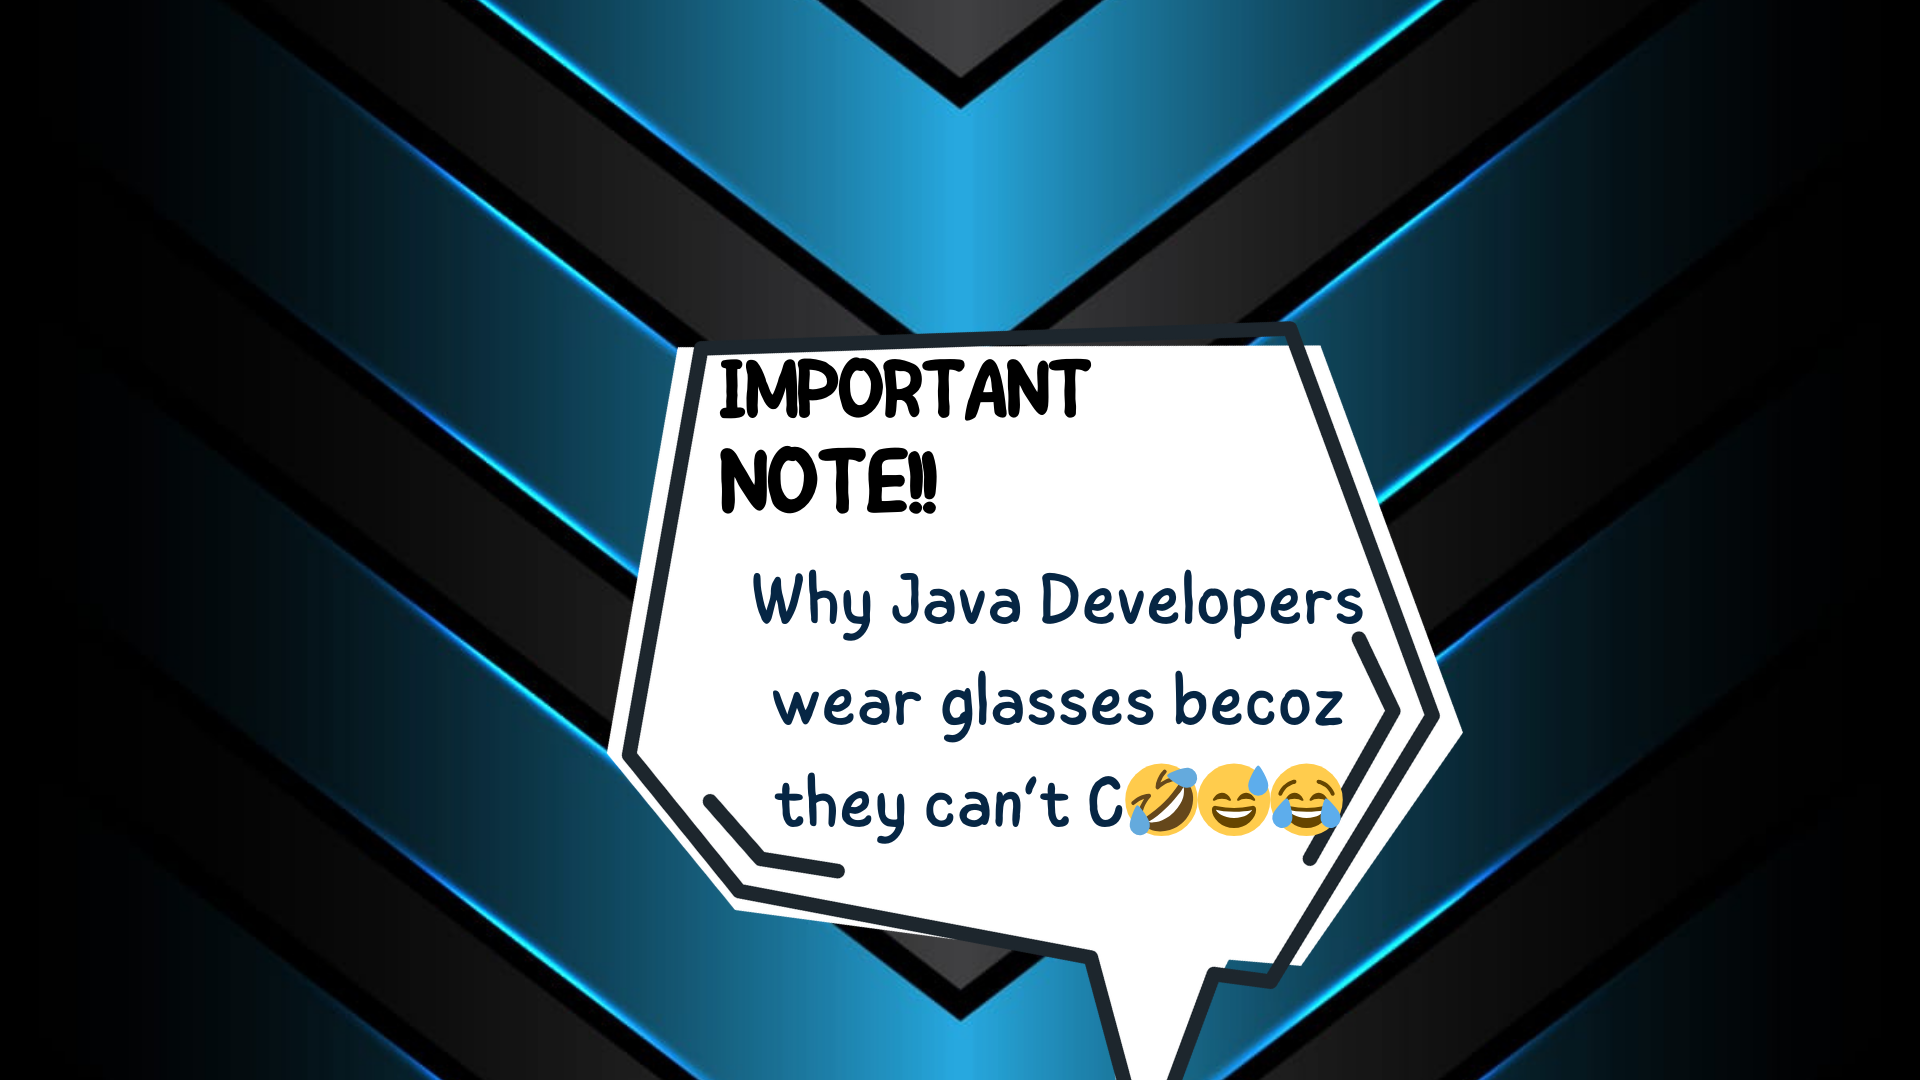 IMPORTANT
NOTE!!
Why Java Developers
wear glasses becoz
they can't C🤣😅😂